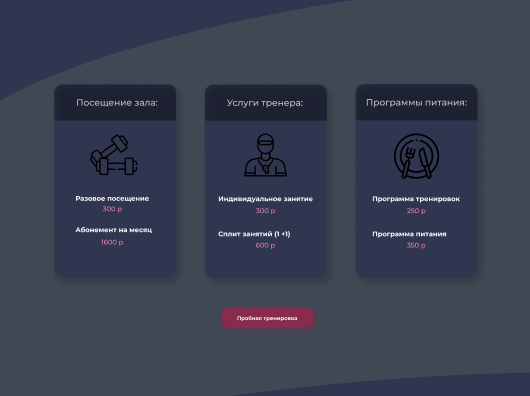 Посещение зала:
Разовое посещение
300 р
Абонемент на месяц
1600 р
Услуги тренера:
Индивидуальное занятие
300 р
Сплит занятий (1 +1)
600 р
Программы питания:
Программа тренировок
250 р
Программа питания
350 р
Пробная тренировка